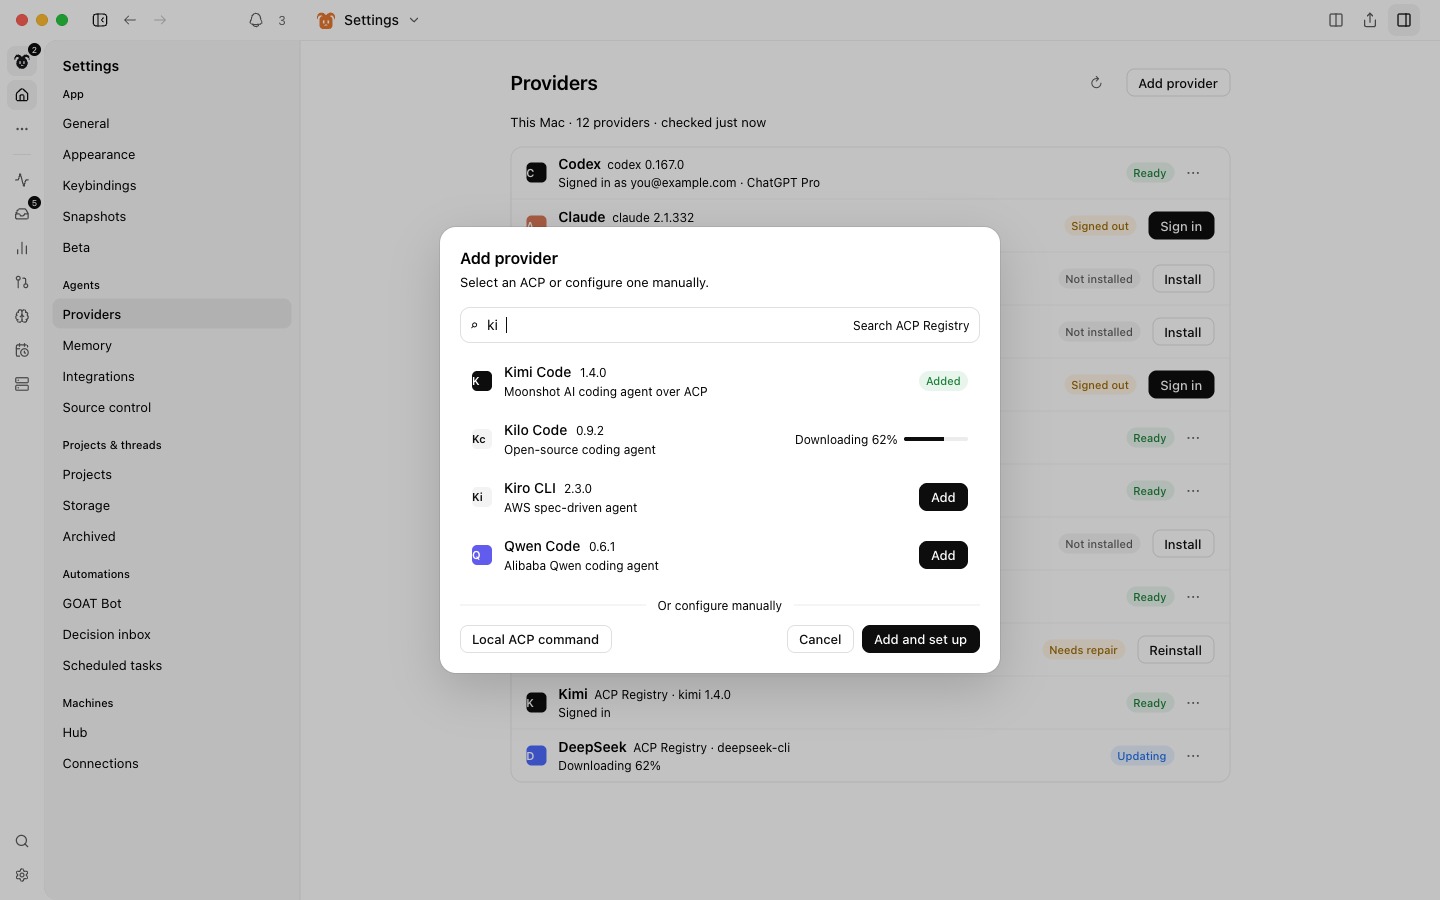 3
Settings
2
5
Settings
App
General
Appearance
Keybindings
Snapshots
Beta
Agents
Providers
Memory
Integrations
Source control
Projects & threads
Projects
Storage
Archived
Automations
GOAT Bot
Decision inbox
Scheduled tasks
Machines
Hub
Connections
Providers
Add provider
This Mac · 12 providers · checked just now
C
Codex codex 0.167.0
Signed in as you@example.com · ChatGPT Pro
Ready
Claude claude 2.1.332
Signed out
Sign in
Not installed
Install
Not installed
Install
Signed out
Sign in
Ready
Ready
Not installed
Install
Ready
Needs repair
Reinstall
K
Kimi ACP Registry · kimi 1.4.0
Signed in
Ready
D
DeepSeek ACP Registry · deepseek-cli
Downloading 62%
Updating
Add provider
Select an ACP or configure one manually.
ki
Search ACP Registry
K
Kimi Code 1.4.0
Moonshot AI coding agent over ACP
Added
Kc
Kilo Code 0.9.2
Open-source coding agent
Downloading 62%
Ki
Kiro CLI 2.3.0
AWS spec-driven agent
Add
Q
Qwen Code 0.6.1
Alibaba Qwen coding agent
Add
Or configure manually
Local ACP command
Cancel
Add and set up